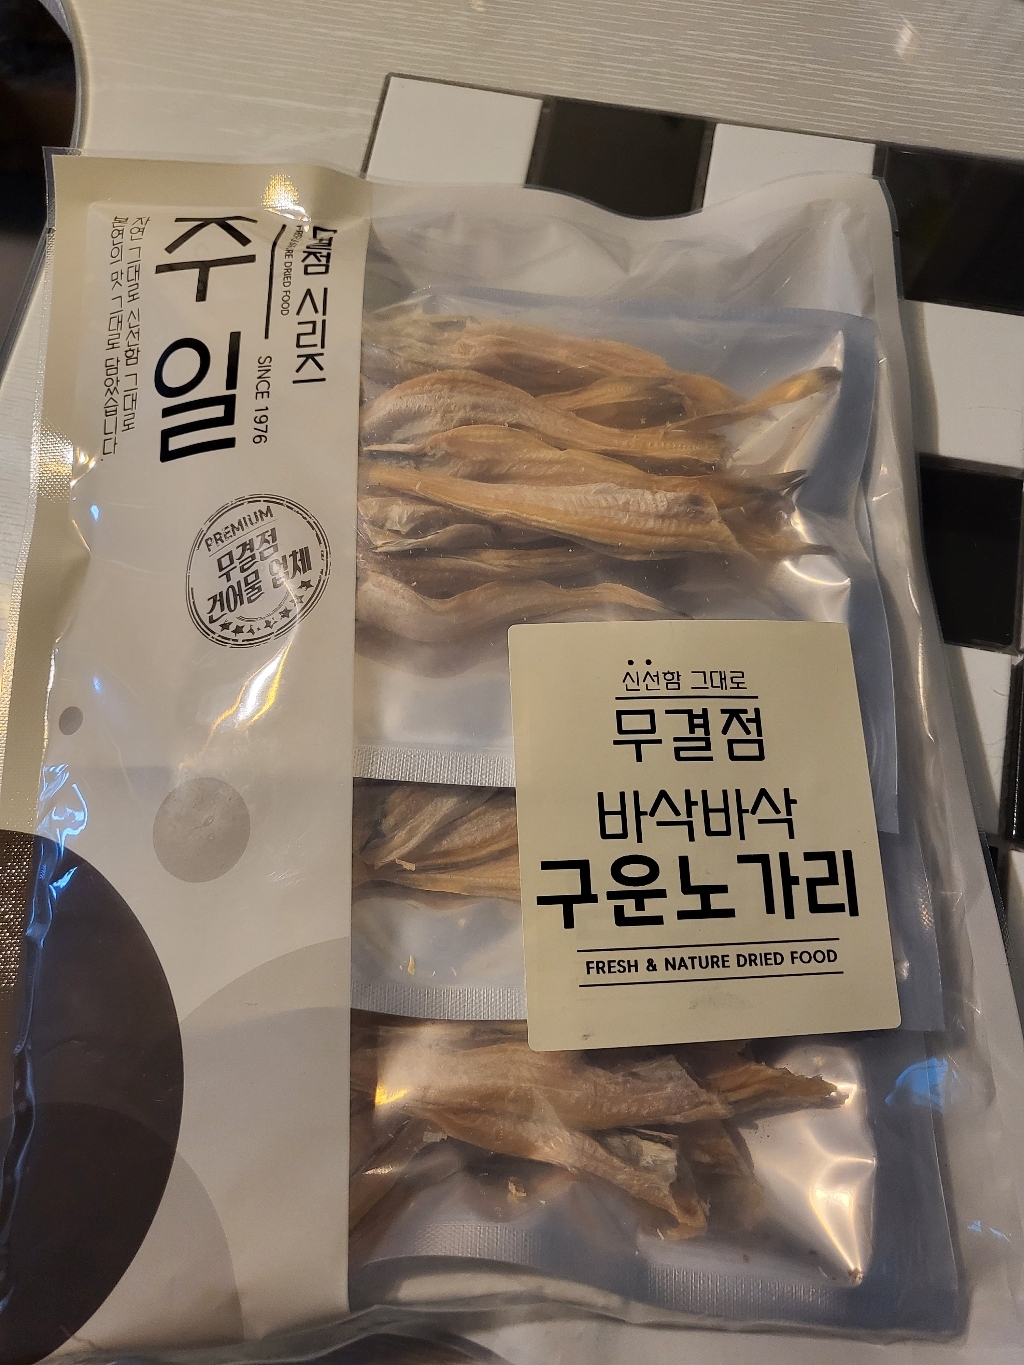 결점 시리즈
DRIED FOOD
SINCE 1976
주일
자연 그대로 신선함 그대로
본연의 맛 그대로 담았습니다.
PREMIUM
무결점
건어물 업체
신선함 그대로
무결점
바삭바삭
구운노가리
FRESH & NATURE DRIED FOOD